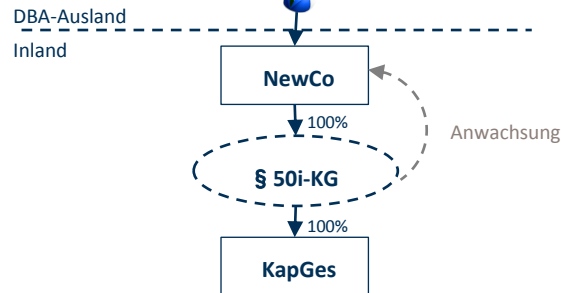 DBA-Ausland
Inland
NewCo
100%
Anwachsung
§ 50i-KG
100%
KapGes